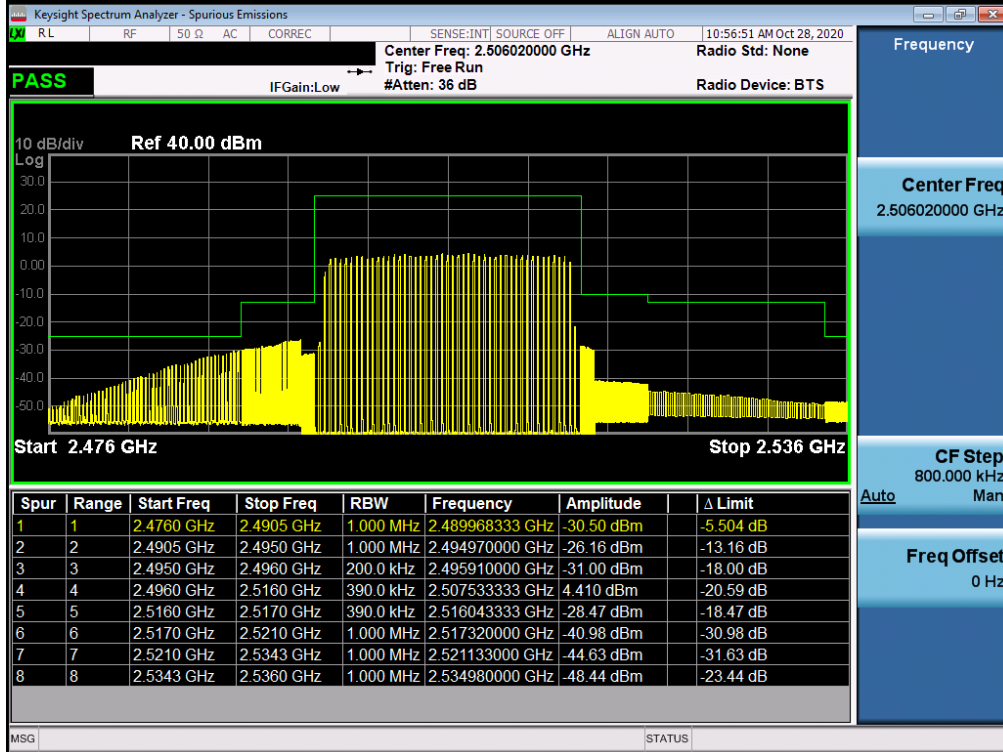 Keysight Spectrum Analyzer - Spurious Emissions
LXI RL RF 50 Ω AC CORREC SENSE:INT SOURCE OFF ALIGN AUTO 10:56:51 AM Oct 28, 2020
Center Freq: 2.506020000 GHz Radio Std: None
Trig: Free Run
PASS IFGain:Low #Atten: 36 dB Radio Device: BTS
10 dB/div Ref 40.00 dBm
Log
30.0
20.0
10.0
0.00
-10.0
-20.0
-30.0
-40.0
-50.0
Start 2.476 GHz Stop 2.536 GHz
Spur Range Start Freq Stop Freq RBW Frequency Amplitude Δ Limit
1 1 2.4760 GHz 2.4905 GHz 1.000 MHz 2.489968333 GHz -30.50 dBm -5.504 dB
2 2 2.4905 GHz 2.4950 GHz 1.000 MHz 2.494970000 GHz -26.16 dBm -13.16 dB
3 3 2.4950 GHz 2.4960 GHz 200.0 kHz 2.495910000 GHz -31.00 dBm -18.00 dB
4 4 2.4960 GHz 2.5160 GHz 390.0 kHz 2.507533333 GHz 4.410 dBm -20.59 dB
5 5 2.5160 GHz 2.5170 GHz 390.0 kHz 2.516043333 GHz -28.47 dBm -18.47 dB
6 6 2.5170 GHz 2.5210 GHz 1.000 MHz 2.517320000 GHz -40.98 dBm -30.98 dB
7 7 2.5210 GHz 2.5343 GHz 1.000 MHz 2.521133000 GHz -44.63 dBm -31.63 dB
8 8 2.5343 GHz 2.5360 GHz 1.000 MHz 2.534980000 GHz -48.44 dBm -23.44 dB
MSG STATUS
Frequency
Center Freq
2.506020000 GHz
CF Step
800.000 kHz
Auto Man
Freq Offset
0 Hz